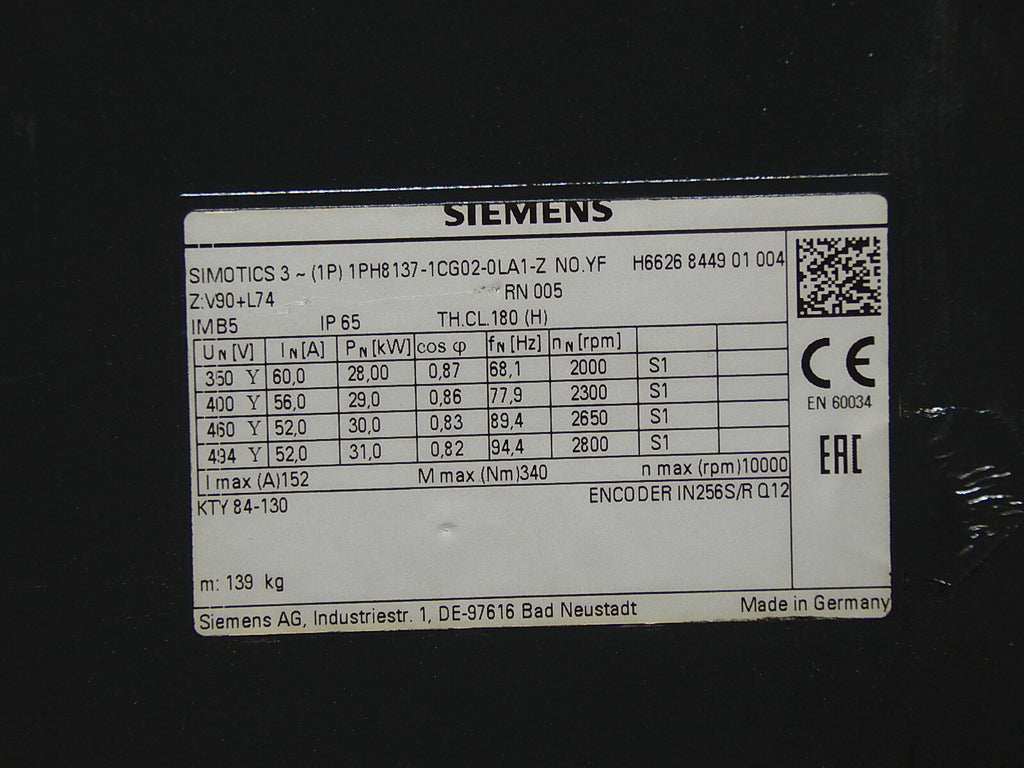 SIEMENS
SIMOTICS 3 ~ (1P) 1PH8137-1CG02-0LA1-Z NO.YF H6626 8449 01 004
Z:V90+L74 RN 005
IMB5 IP 65 TH.CL.180 (H)
UN [V] IN [A] PN [kW] cos φ fN [Hz] nN [rpm]
350 Y 60,0 28,00 0,87 68,1 2000 S1
400 Y 56,0 29,0 0,86 77,9 2300 S1
460 Y 52,0 30,0 0,83 89,4 2650 S1
494 Y 52,0 31,0 0,82 94,4 2800 S1
I max (A)152 M max (Nm)340 n max (rpm)10000
KTY 84-130 ENCODER IN256S/R Q12
m: 139 kg
Siemens AG, Industriestr. 1, DE-97616 Bad Neustadt Made in Germany
CE
EN 60034
EAC